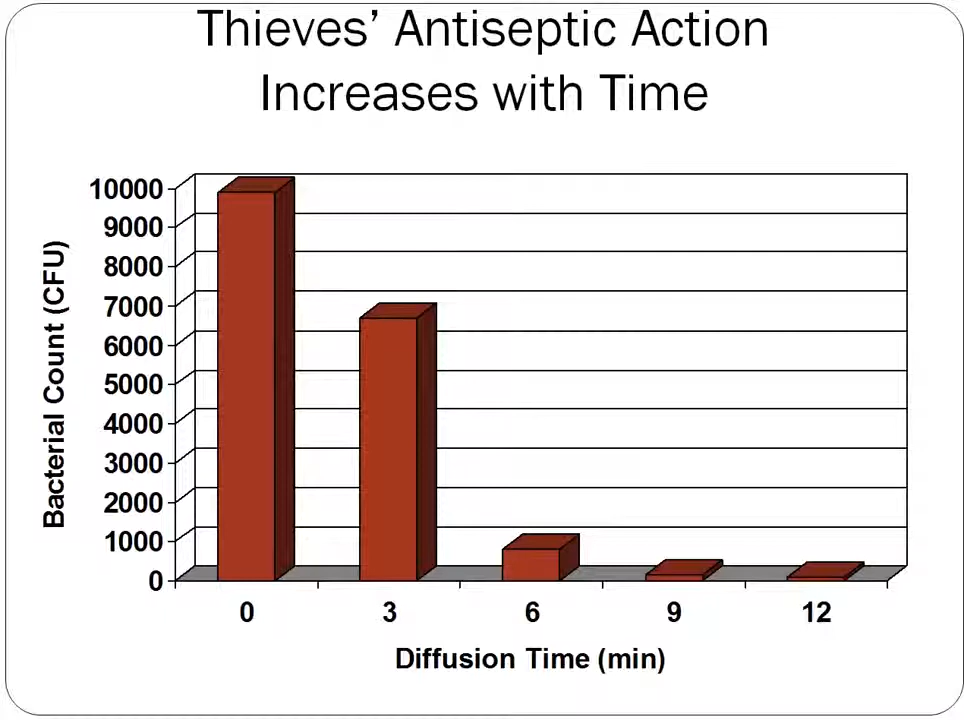 Thieves’ Antiseptic Action
Increases with Time
10000
9000
8000
7000
6000
5000
4000
3000
2000
1000
0
Bacterial Count (CFU)
0 3 6 9 12
Diffusion Time (min)